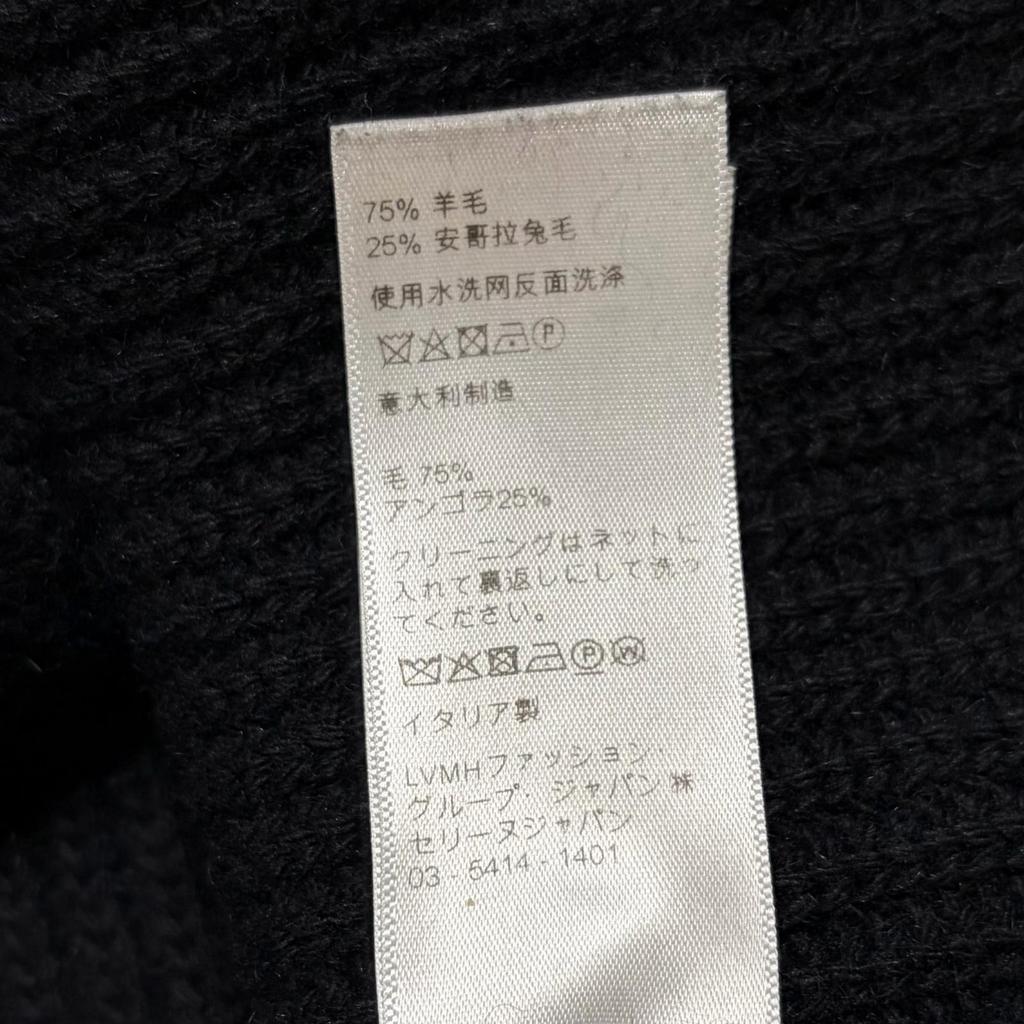 75% 羊毛
25% 安哥拉兔毛
使用水洗网反面洗涤
P
意大利制造
毛 75%
アンゴラ25%
クリーニングはネットに
入れて裏返しにして洗っ
てください。
P W
イタリア製
LVMHファッション·
グループ· ジャパン 株
セリーヌジャパン
03 - 5414 - 1401